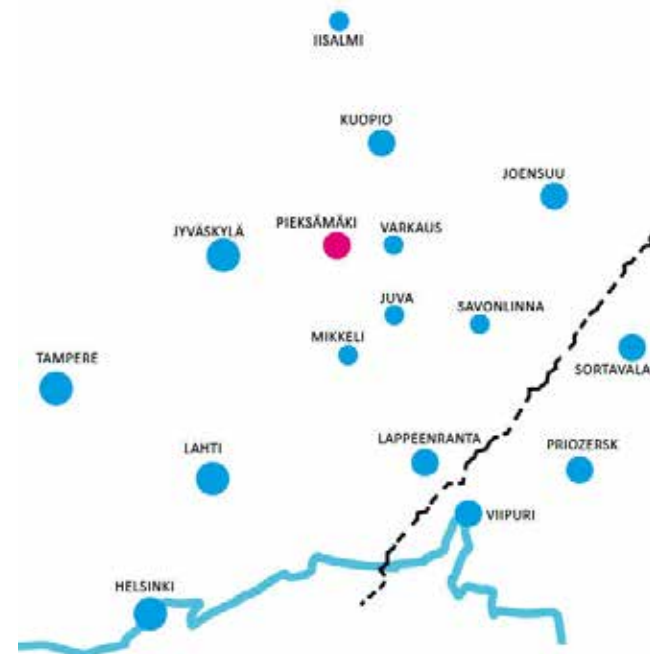 IISALMI
KUOPIO
JOENSUU
PIEKSÄMÄKI
VARKAUS
JYVÄSKYLÄ
JUVA
SAVONLINNA
MIKKELI
TAMPERE
SORTAVALA
LAPPEENRANTA
PRIOZERSK
LAHTI
VIIPURI
HELSINKI